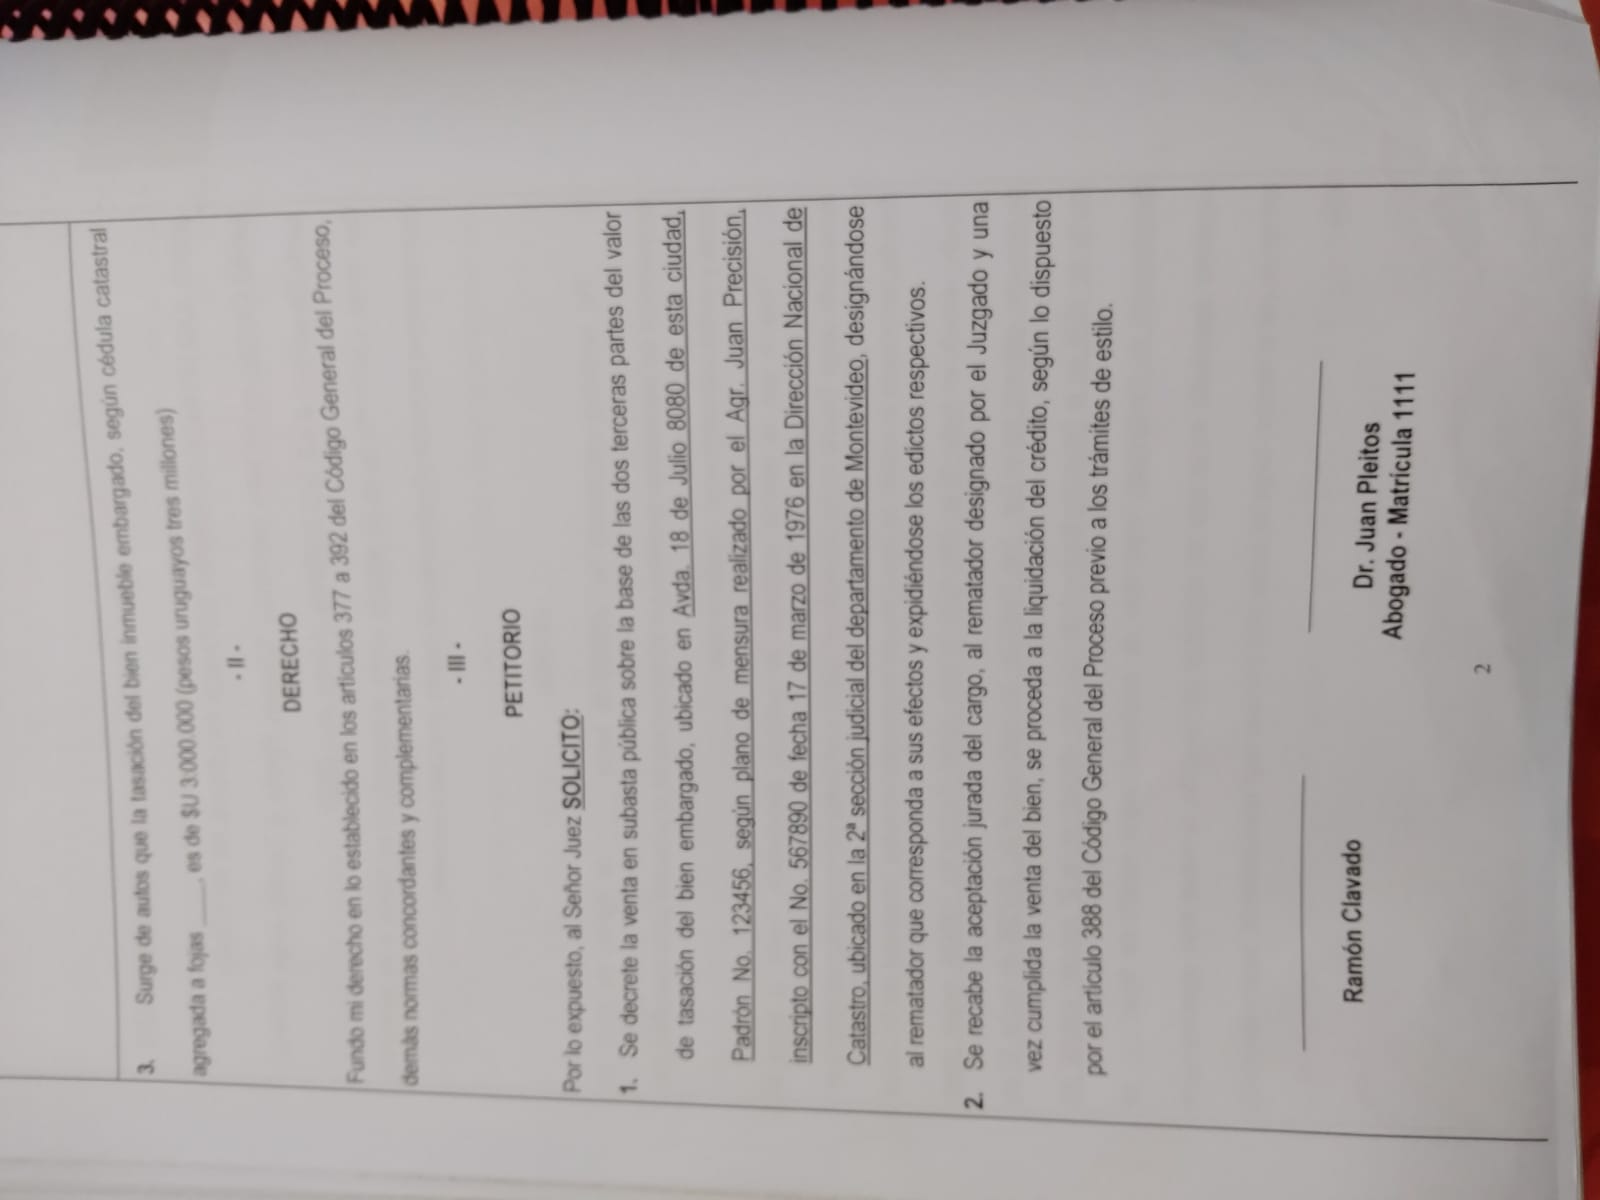 3. Surge de autos que la tasación del bien inmueble embargado, según cédula catastral
agregada a fojas ____, es de $U 3.000.000 (pesos uruguayos tres millones)
- II -
DERECHO
Fundo mi derecho en lo establecido en los artículos 377 a 392 del Código General del Proceso,
demás normas concordantes y complementarias.
- III -
PETITORIO
Por lo expuesto, al Señor Juez SOLICITO:
1. Se decrete la venta en subasta pública sobre la base de las dos terceras partes del valor
de tasación del bien embargado, ubicado en Avda. 18 de Julio 8080 de esta ciudad,
Padrón No. 123456, según plano de mensura realizado por el Agr. Juan Precisión,
inscripto con el No. 567890 de fecha 17 de marzo de 1976 en la Dirección Nacional de
Catastro, ubicado en la 2ª sección judicial del departamento de Montevideo, designándose
al rematador que corresponda a sus efectos y expidiéndose los edictos respectivos.
2. Se recabe la aceptación jurada del cargo, al rematador designado por el Juzgado y una
vez cumplida la venta del bien, se proceda a la liquidación del crédito, según lo dispuesto
por el artículo 388 del Código General del Proceso previo a los trámites de estilo.
Ramón Clavado
Dr. Juan Pleitos
Abogado - Matrícula 1111
2